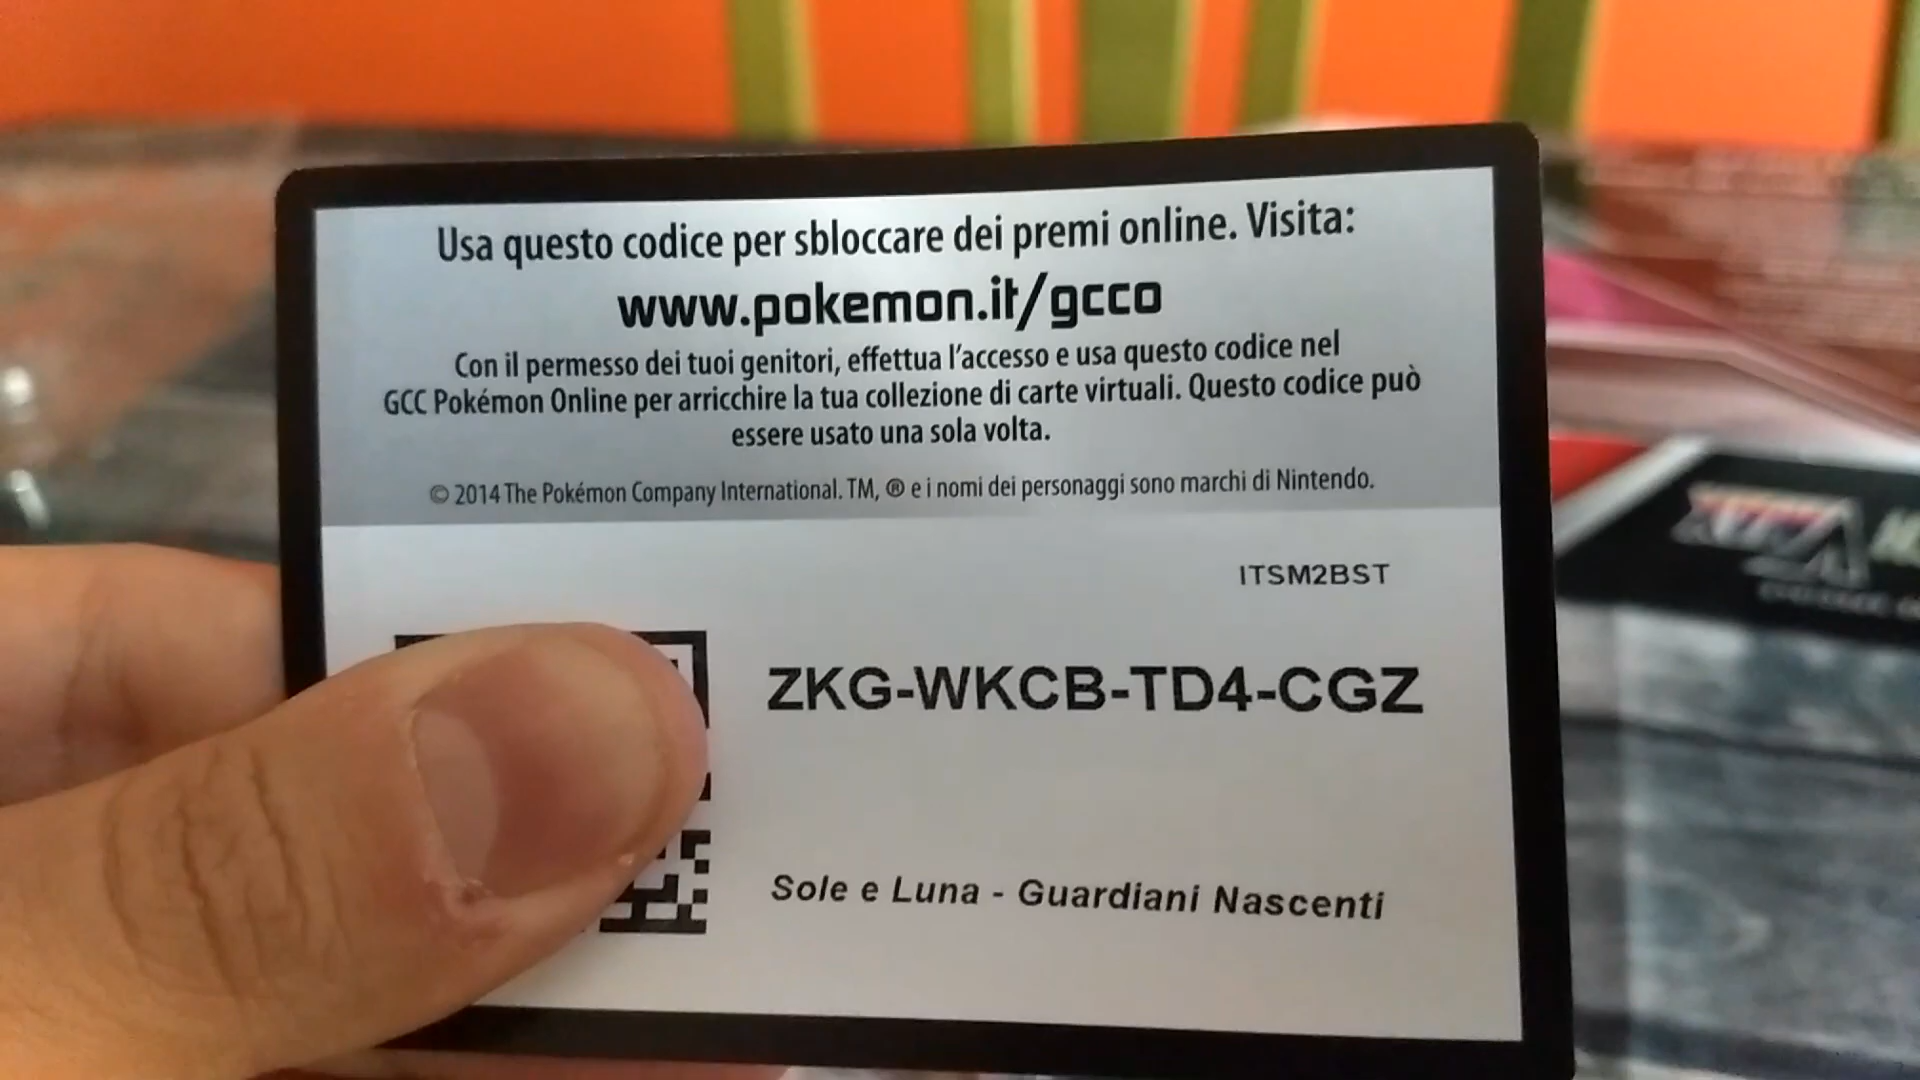 Usa questo codice per sbloccare dei premi online. Visita:
www.pokemon.it/gcco
Con il permesso dei tuoi genitori, effettua l'accesso e usa questo codice nel
GCC Pokémon Online per arricchire la tua collezione di carte virtuali. Questo codice può
essere usato una sola volta.
© 2014 The Pokémon Company International. TM, ® e i nomi dei personaggi sono marchi di Nintendo.
ITSM2BST
ZKG-WKCB-TD4-CGZ
Sole e Luna - Guardiani Nascenti